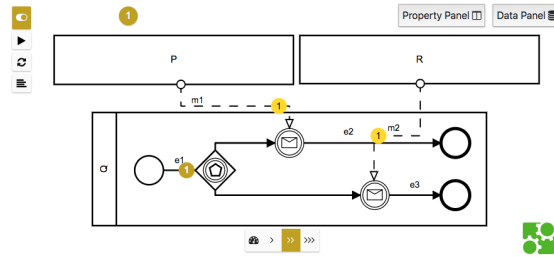 1
Property Panel
Data Panel
P
R
m1
1
e2
1
m2
Q
e1
1
e3
> >> >>>